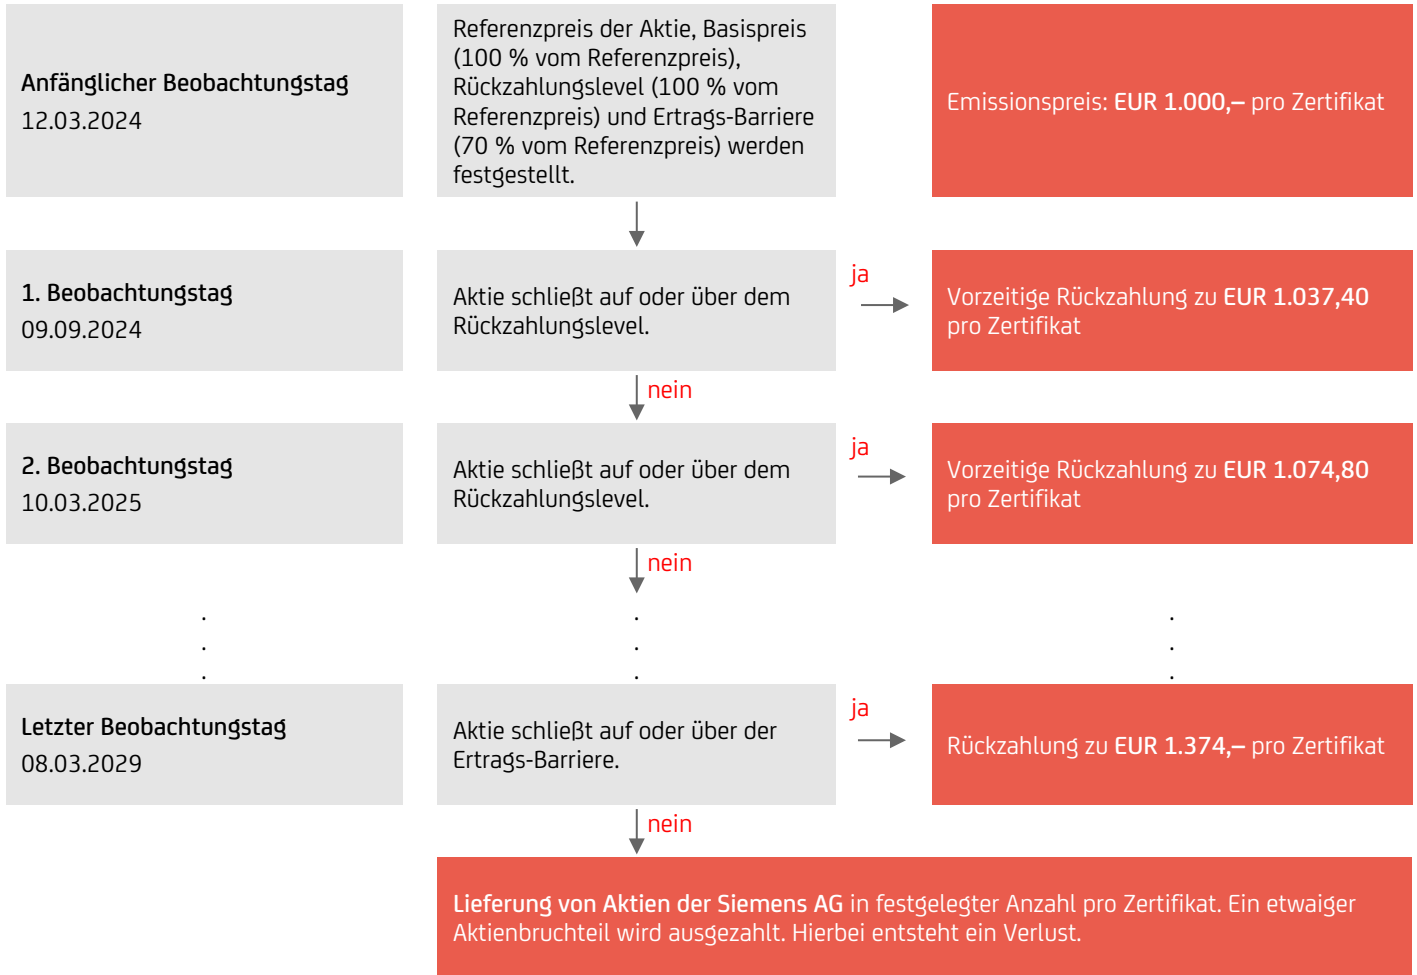 Anfänglicher Beobachtungstag
12.03.2024
Referenzpreis der Aktie, Basispreis
(100 % vom Referenzpreis),
Rückzahlungslevel (100 % vom
Referenzpreis) und Ertrags-Barriere
(70 % vom Referenzpreis) werden
festgestellt.
Emissionspreis: EUR 1.000,– pro Zertifikat
1. Beobachtungstag
09.09.2024
Aktie schließt auf oder über dem
Rückzahlungslevel.
ja
Vorzeitige Rückzahlung zu EUR 1.037,40
pro Zertifikat
nein
2. Beobachtungstag
10.03.2025
Aktie schließt auf oder über dem
Rückzahlungslevel.
ja
Vorzeitige Rückzahlung zu EUR 1.074,80
pro Zertifikat
nein
Letzter Beobachtungstag
08.03.2029
Aktie schließt auf oder über der
Ertrags-Barriere.
ja
Rückzahlung zu EUR 1.374,– pro Zertifikat
nein
Lieferung von Aktien der Siemens AG in festgelegter Anzahl pro Zertifikat. Ein etwaiger
Aktienbruchteil wird ausgezahlt. Hierbei entsteht ein Verlust.